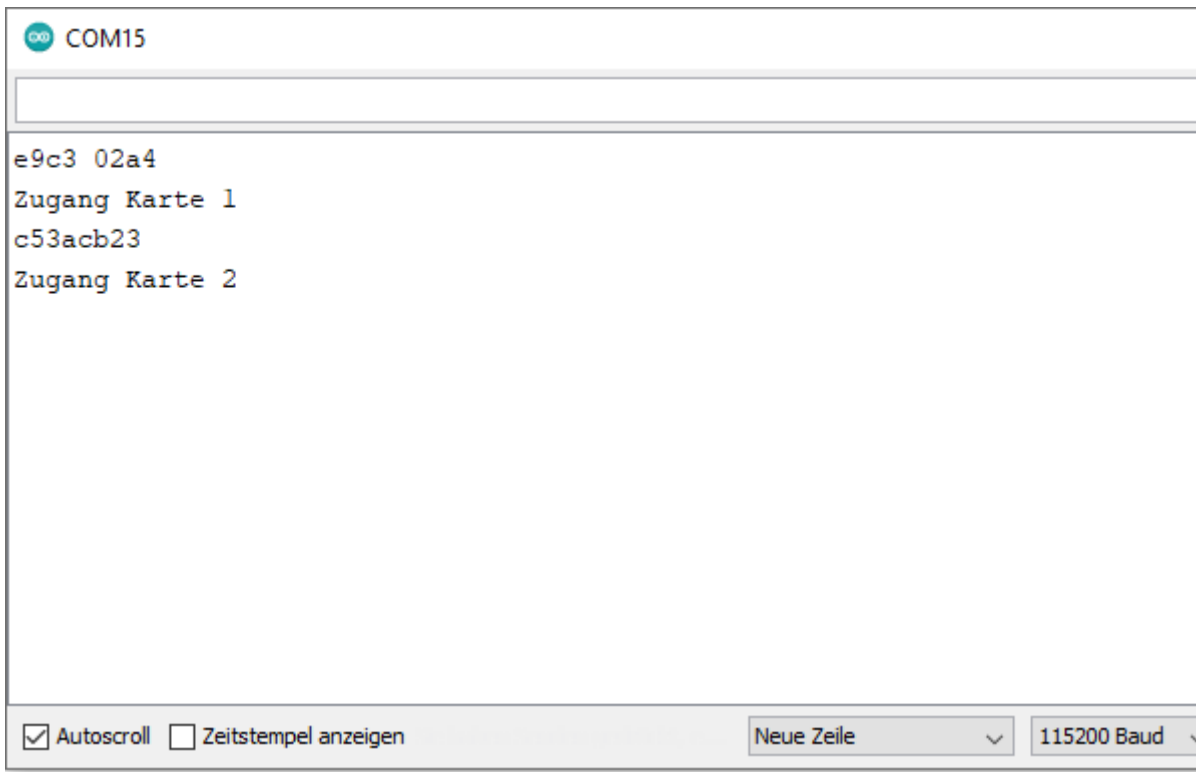 COM15
e9c3 02a4
Zugang Karte 1
c53acb23
Zugang Karte 2
Autoscroll Zeitstempel anzeigen Neue Zeile 115200 Baud